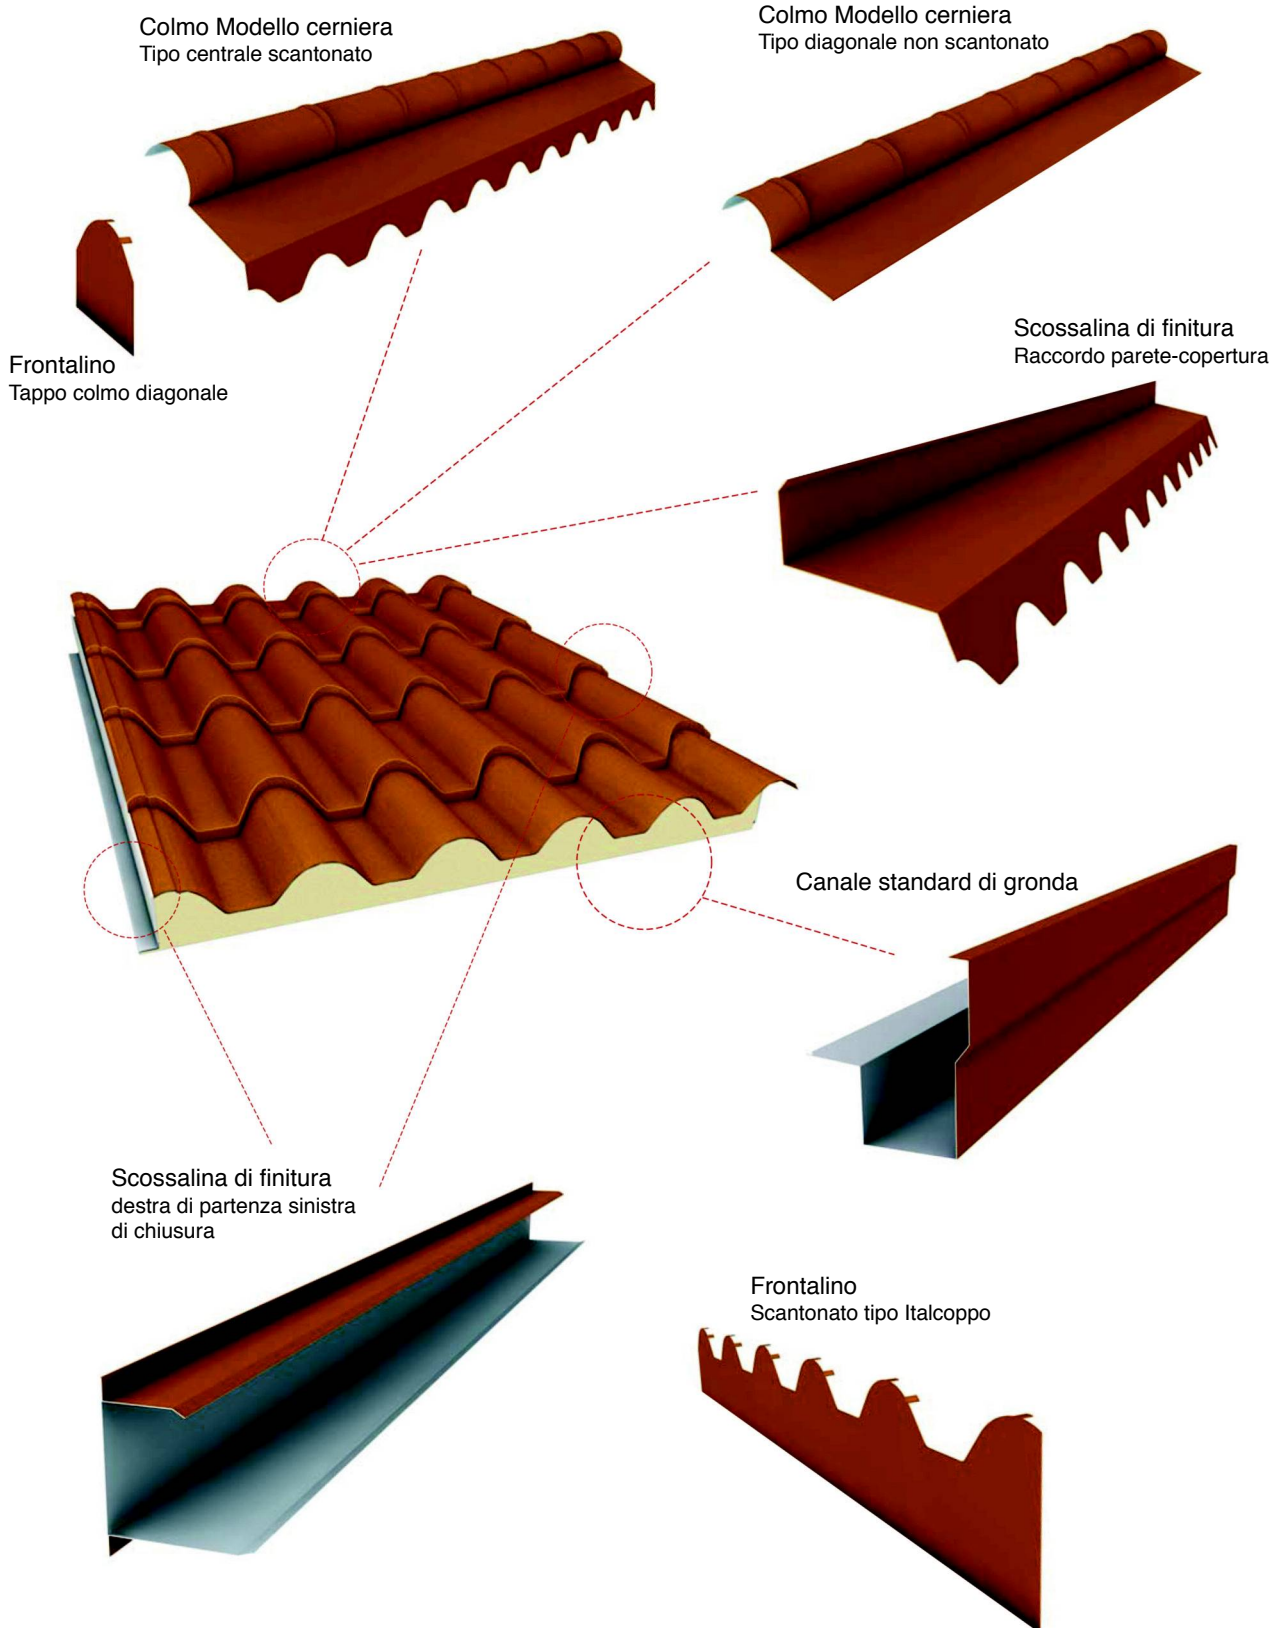 Colmo Modello cerniera
Tipo centrale scantonato
Colmo Modello cerniera
Tipo diagonale non scantonato
Frontalino
Tappo colmo diagonale
Scossalina di finitura
Raccordo parete-copertura
Canale standard di gronda
Scossalina di finitura
destra di partenza sinistra
di chiusura
Frontalino
Scantonato tipo Italcoppo